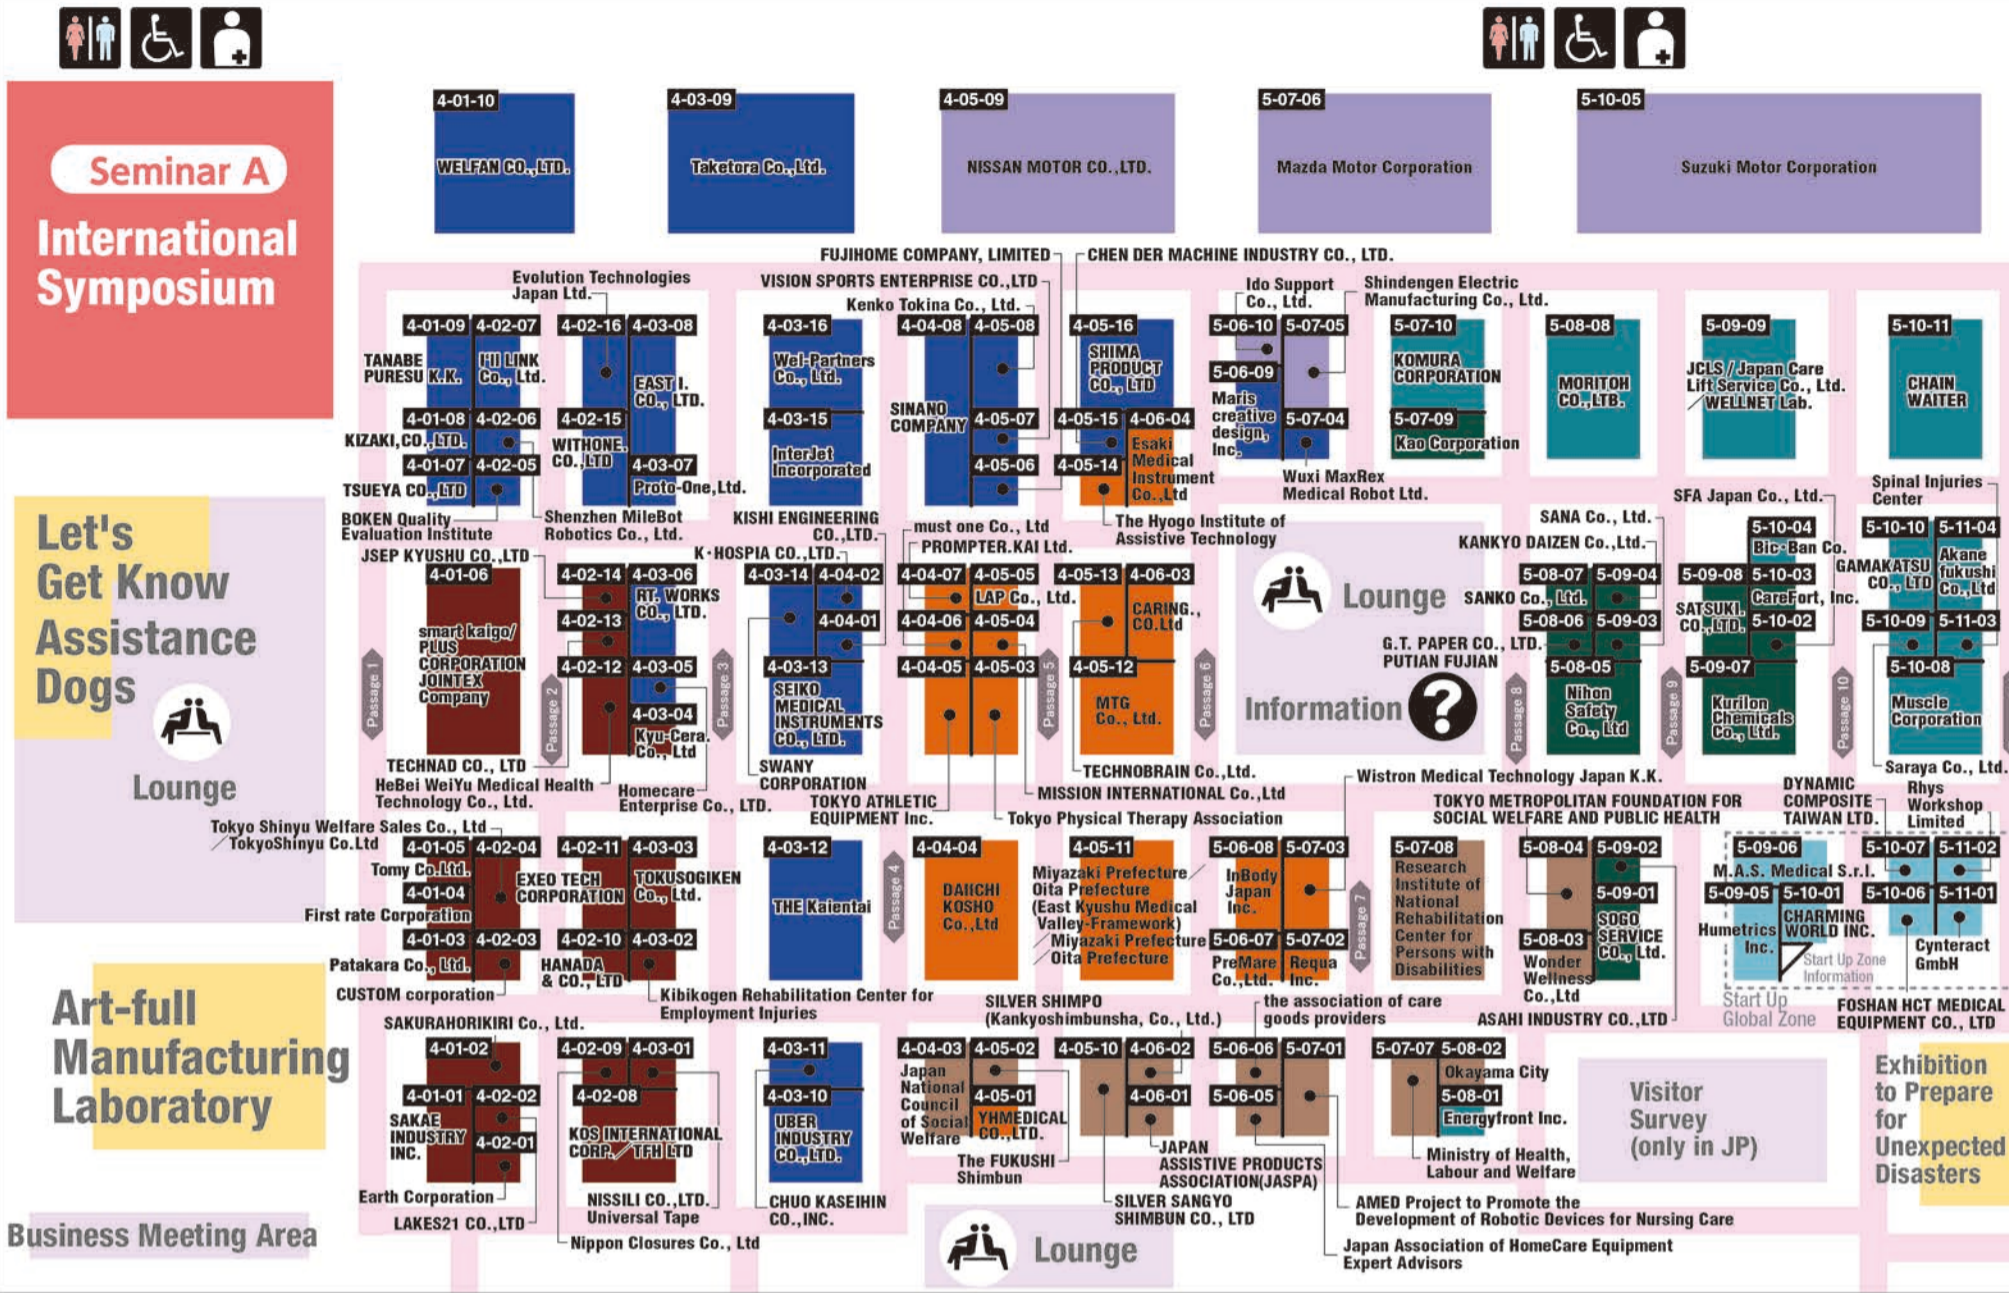 Seminar A
International
Symposium
4-01-10
WELFAN CO.,LTD.
4-03-09
Taketora Co.,Ltd.
4-05-09
NISSAN MOTOR CO.,LTD.
5-07-06
Mazda Motor Corporation
5-10-05
Suzuki Motor Corporation
FUJIHOME COMPANY, LIMITED
CHEN DER MACHINE INDUSTRY CO., LTD.
Evolution Technologies
Japan Ltd.
VISION SPORTS ENTERPRISE CO.,LTD
Kenko Tokina Co., Ltd.
Ido Support
Co., Ltd.
Shindengen Electric
Manufacturing Co., Ltd.
4-01-09
4-02-07
4-02-16
4-03-08
4-03-16
4-04-08
4-05-08
4-05-16
5-06-10
5-07-05
5-07-10
5-08-08
5-09-09
5-10-11
TANABE
PURESU K.K.
I'll LINK
Co., Ltd.
EAST I.
CO., LTD.
Wel-Partners
Co., Ltd.
SINANO
COMPANY
SHIMA
PRODUCT
CO., LTD
5-06-09
Maris
creative
design,
Inc.
KOMURA
CORPORATION
MORITOH
CO.,LTB.
JCLS / Japan Care
Lift Service Co., Ltd.
/ WELLNET Lab.
CHAIN
WAITER
4-01-08
4-02-06
4-02-15
4-03-15
4-05-07
4-05-15
4-06-04
5-07-04
5-07-09
KIZAKI,CO.,LTD.
WITHONE.
CO.,LTD
InterJet
Incorporated
Esaki
Medical
Instrument
Co.,Ltd
Kao Corporation
4-01-07
4-02-05
4-03-07
4-05-06
4-05-14
TSUEYA CO.,LTD
Proto-One,Ltd.
Wuxi MaxRex
Medical Robot Ltd.
BOKEN Quality
Evaluation Institute
Shenzhen MileBot
Robotics Co., Ltd.
KISHI ENGINEERING
CO.,LTD.
must one Co., Ltd
PROMPTER.KAI Ltd.
The Hyogo Institute of
Assistive Technology
SANA Co., Ltd.
KANKYO DAIZEN Co.,Ltd.
SFA Japan Co., Ltd.
Spinal Injuries
Center
Let's
Get Know
Assistance
Dogs
Lounge
JSEP KYUSHU CO.,LTD
K·HOSPIA CO.,LTD.
4-01-06
4-02-14
4-03-06
4-03-14
4-04-02
4-04-07
4-05-05
4-05-13
4-06-03
Lounge
5-08-07
5-09-04
5-09-08
5-10-04
Bic·Ban Co.
5-10-03
CareFort, Inc.
5-10-10
5-11-04
smart kaigo/
PLUS
CORPORATION
JOINTEX
Company
RT. WORKS
CO., LTD.
LAP Co., Ltd.
CARING.,
CO.Ltd
SANKO Co., Ltd.
SATSUKI.
CO.,LTD.
GAMAKATSU
CO., LTD
Akane
fukushi
Co.,Ltd
4-02-13
4-04-01
4-04-06
4-05-04
5-08-06
5-09-03
5-10-02
5-10-09
5-11-03
4-02-12
4-03-05
4-03-13
4-04-05
4-05-03
4-05-12
G.T. PAPER CO., LTD.
PUTIAN FUJIAN
5-08-05
5-09-07
5-10-08
Passage 1
Passage 2
Passage 3
Passage 5
Passage 6
Passage 8
Passage 9
Passage 10
Information
?
4-03-04
Kyu-Cera.
Co., Ltd
SEIKO
MEDICAL
INSTRUMENTS
CO., LTD.
MTG
Co., Ltd.
Nihon
Safety
Co., Ltd
Kurilon
Chemicals
Co., Ltd.
Muscle
Corporation
TECHNAD CO., LTD
HeBei WeiYu Medical Health
Technology Co., Ltd.
Homecare
Enterprise Co., LTD.
SWANY
CORPORATION
TECHNOBRAIN Co.,Ltd.
MISSION INTERNATIONAL Co.,Ltd
TOKYO ATHLETIC
EQUIPMENT Inc.
Tokyo Physical Therapy Association
Wistron Medical Technology Japan K.K.
TOKYO METROPOLITAN FOUNDATION FOR
SOCIAL WELFARE AND PUBLIC HEALTH
Saraya Co., Ltd.
DYNAMIC
COMPOSITE
TAIWAN LTD.
Rhys
Workshop
Limited
Tokyo Shinyu Welfare Sales Co., Ltd
/ TokyoShinyu Co.Ltd
4-01-05
4-02-04
4-02-11
4-03-03
4-03-12
4-04-04
4-05-11
5-06-08
5-07-03
5-07-08
5-08-04
5-09-02
5-09-06
5-10-07
5-11-02
Tomy Co.Ltd.
EXEO TECH
CORPORATION
TOKUSOGIKEN
Co., Ltd.
THE Kaientai
Passage 4
DAIICHI
KOSHO
Co.,Ltd
Miyazaki Prefecture /
Oita Prefecture
(East Kyushu Medical
Valley-Framework)
/ Miyazaki Prefecture
/ Oita Prefecture
InBody
Japan
Inc.
Passage 7
Research
Institute of
National
Rehabilitation
Center for
Persons with
Disabilities
M.A.S. Medical S.r.l.
4-01-04
First rate Corporation
5-09-01
SOGO
SERVICE
CO., Ltd.
5-09-05
5-10-01
5-10-06
5-11-01
Humetrics
Inc.
CHARMING
WORLD INC.
Cynteract
GmbH
4-01-03
4-02-03
4-02-10
4-03-02
5-06-07
5-07-02
5-08-03
Patakara Co., Ltd.
HANADA
& CO., LTD
PreMare
Co.,Ltd.
Requa
Inc.
Wonder
Wellness
Co.,Ltd
Start Up Zone
Information
Start Up
Global Zone
CUSTOM corporation
Kibikogen Rehabilitation Center for
Employment Injuries
SILVER SHIMPO
(Kankyoshimbunsha, Co., Ltd.)
the association of care
goods providers
ASAHI INDUSTRY CO.,LTD
FOSHAN HCT MEDICAL
EQUIPMENT CO., LTD
Art-full
Manufacturing
Laboratory
SAKURAHORIKIRI Co., Ltd.
4-01-02
4-02-09
4-03-01
4-03-11
4-04-03
4-05-02
4-05-10
4-06-02
5-06-06
5-07-01
5-07-07
5-08-02
Okayama City
Japan
National
Council
of Social
Welfare
4-01-01
4-02-02
4-02-08
4-03-10
4-05-01
4-06-01
5-06-05
5-08-01
SAKAE
INDUSTRY
INC.
KOS INTERNATIONAL
CORP. / TFH LTD
UBER
INDUSTRY
CO.,LTD.
YHMEDICAL
CO.,LTD.
Energyfront Inc.
4-02-01
Visitor
Survey
(only in JP)
Exhibition
to Prepare
for
Unexpected
Disasters
The FUKUSHI
Shimbun
JAPAN
ASSISTIVE PRODUCTS
ASSOCIATION(JASPA)
Ministry of Health,
Labour and Welfare
Earth Corporation
LAKES21 CO.,LTD
NISSILI CO.,LTD.
Universal Tape
CHUO KASEIHIN
CO.,INC.
SILVER SANGYO
SHIMBUN CO., LTD
AMED Project to Promote the
Development of Robotic Devices for Nursing Care
Business Meeting Area
Nippon Closures Co., Ltd
Lounge
Japan Association of HomeCare Equipment
Expert Advisors